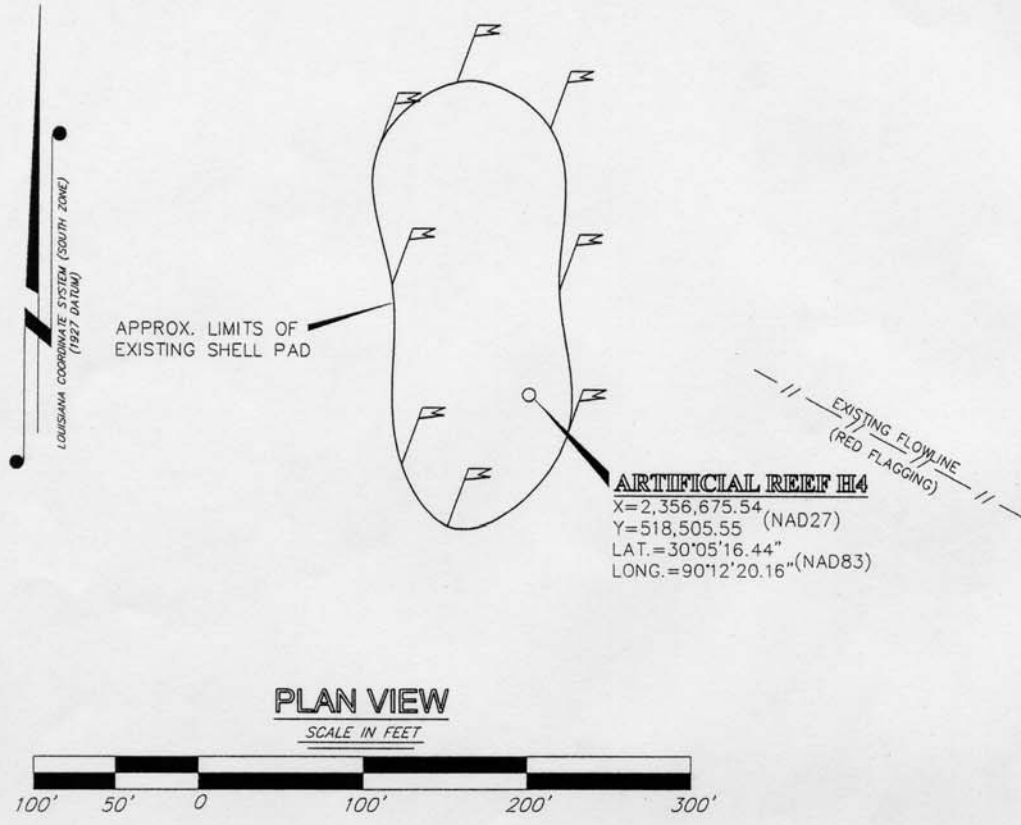 LOUISIANA COORDINATE SYSTEM (SOUTH ZONE)
(1927 DATUM)
APPROX. LIMITS OF
EXISTING SHELL PAD
EXISTING FLOWLINE
(RED FLAGGING)
ARTIFICIAL REEF H4
X=2,356,675.54
Y=518,505.55 (NAD27)
LAT.=30°05'16.44"
LONG.=90°12'20.16" (NAD83)
PLAN VIEW
SCALE IN FEET
100' 50' 0 100' 200' 300'